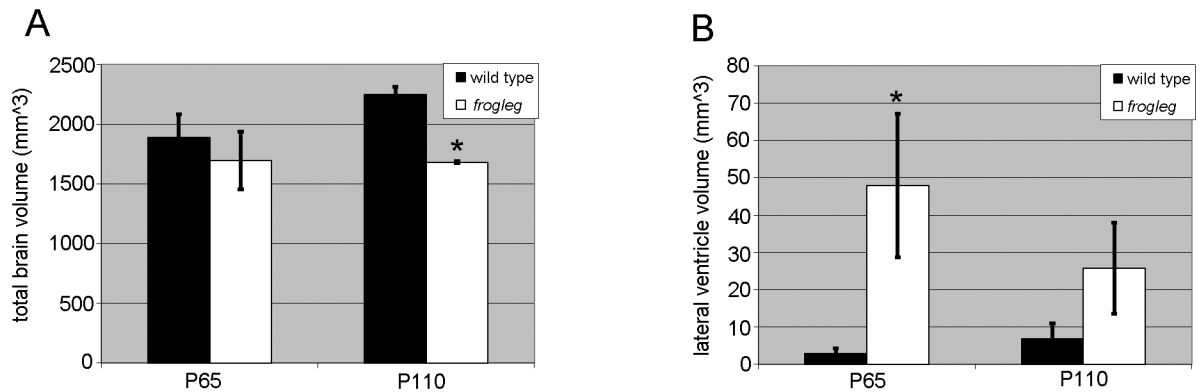 A
total brain volume (mm^3)
2500
2000
1500
1000
500
0
wild type
frogleg
*
P65
P110
B
lateral ventricle volume (mm^3)
80
70
60
50
40
30
20
10
0
wild type
frogleg
*
P65
P110